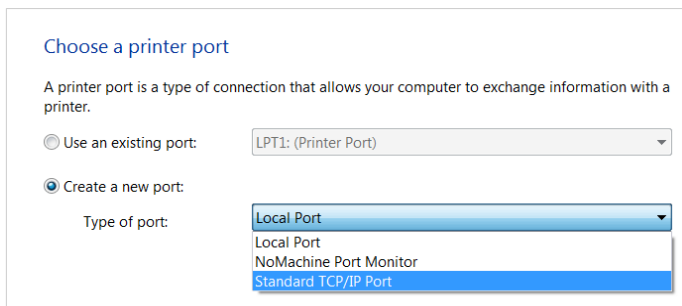 Choose a printer port
A printer port is a type of connection that allows your computer to exchange information with a
printer.
Use an existing port:
LPT1: (Printer Port)
Create a new port:
Type of port:
Local Port
Local Port
NoMachine Port Monitor
Standard TCP/IP Port